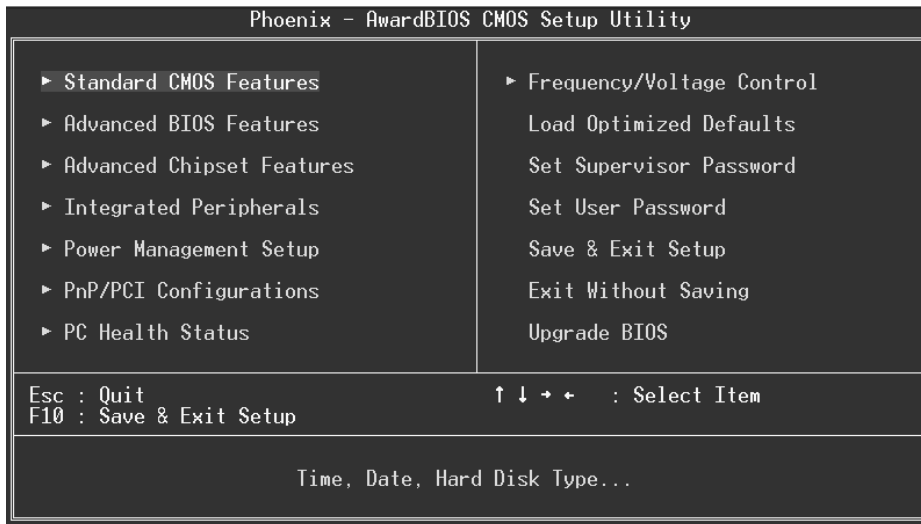 Phoenix - AwardBIOS CMOS Setup Utility
► Standard CMOS Features
► Advanced BIOS Features
► Advanced Chipset Features
► Integrated Peripherals
► Power Management Setup
► PnP/PCI Configurations
► PC Health Status
► Frequency/Voltage Control
Load Optimized Defaults
Set Supervisor Password
Set User Password
Save & Exit Setup
Exit Without Saving
Upgrade BIOS
Esc : Quit
F10 : Save & Exit Setup
↑ ↓ → ← : Select Item
Time, Date, Hard Disk Type...